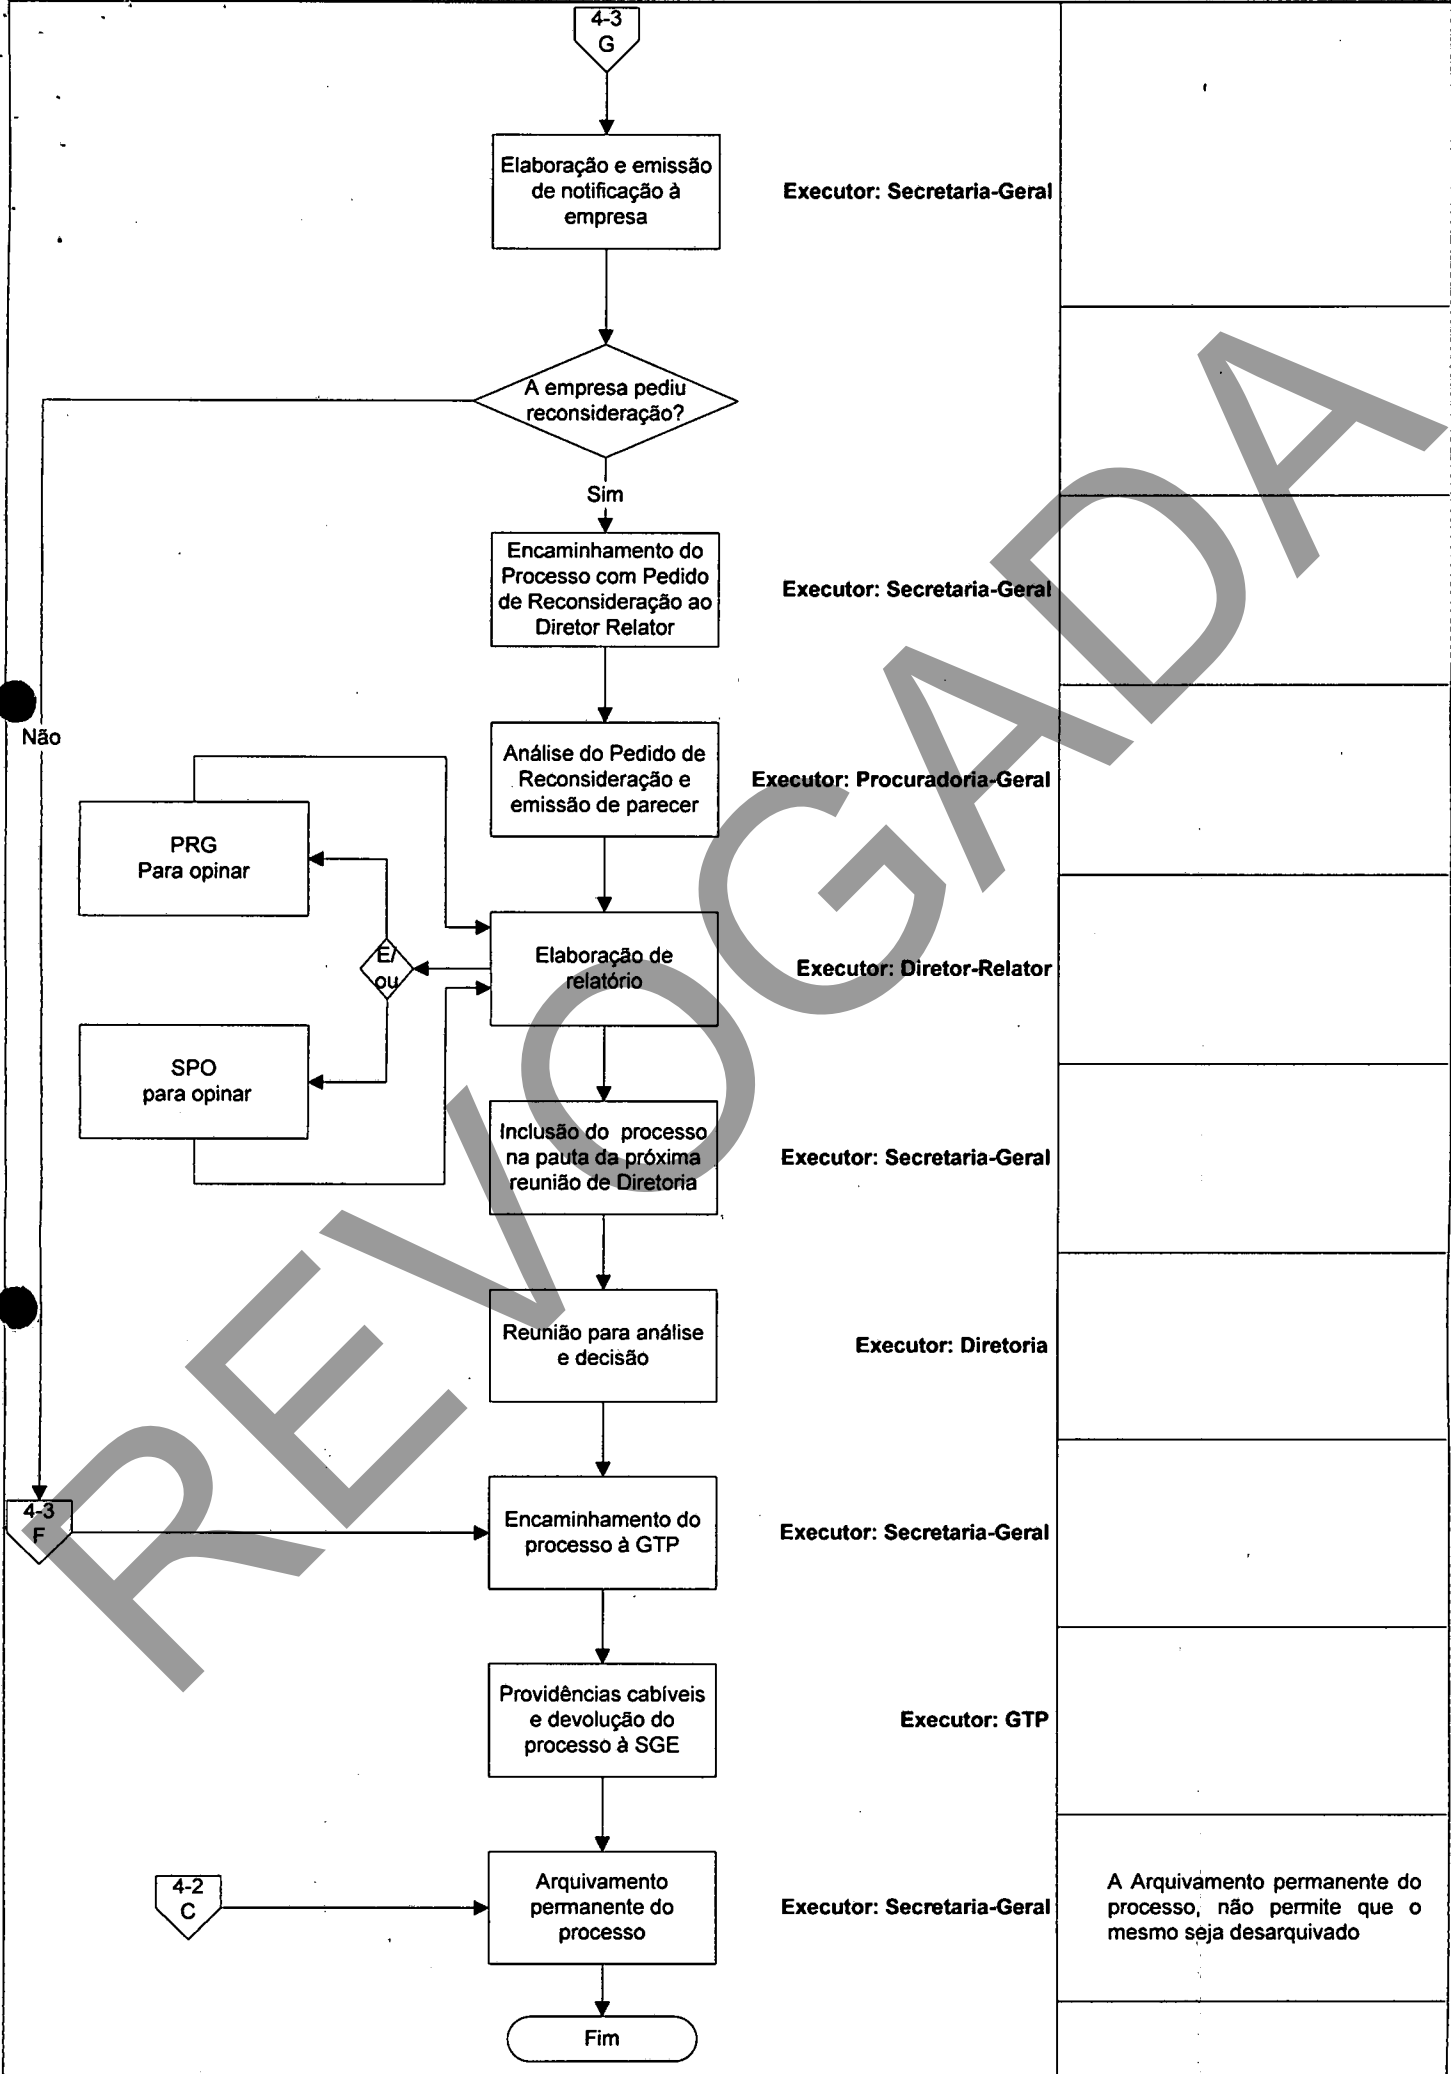 4-3
G
Elaboração e emissão
de notificação à
empresa
Executor: Secretaria-Geral
A empresa pediu
reconsideração?
Sim
Encaminhamento do
Processo com Pedido
de Reconsideração ao
Diretor Relator
Executor: Secretaria-Geral
Não
Análise do Pedido de
Reconsideração e
emissão de parecer
Executor: Procuradoria-Geral
PRG
Para opinar
E/
ou
Elaboração de
relatório
Executor: Diretor-Relator
SPO
para opinar
Inclusão do processo
na pauta da próxima
reunião de Diretoria
Executor: Secretaria-Geral
Reunião para análise
e decisão
Executor: Diretoria
4-3
F
Encaminhamento do
processo à GTP
Executor: Secretaria-Geral
Providências cabíveis
e devolução do
processo à SGE
Executor: GTP
4-2
C
Arquivamento
permanente do
processo
Executor: Secretaria-Geral
A Arquivamento permanente do
processo, não permite que o
mesmo seja desarquivado
Fim
REVOGADA